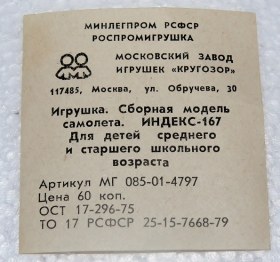 МИНЛЕГПРОМ РСФСР
РОСПРОМИГРУШКА
МОСКОВСКИЙ ЗАВОД
ИГРУШЕК «КРУГОЗОР»
117485, Москва, ул. Обручева, 30
Игрушка. Сборная модель
самолета. ИНДЕКС-167
Для детей среднего
и старшего школьного
возраста
Артикул МГ 085-01-4797
Цена 60 коп.
ОСТ 17-296-75
ТО 17 РСФСР 25-15-7668-79